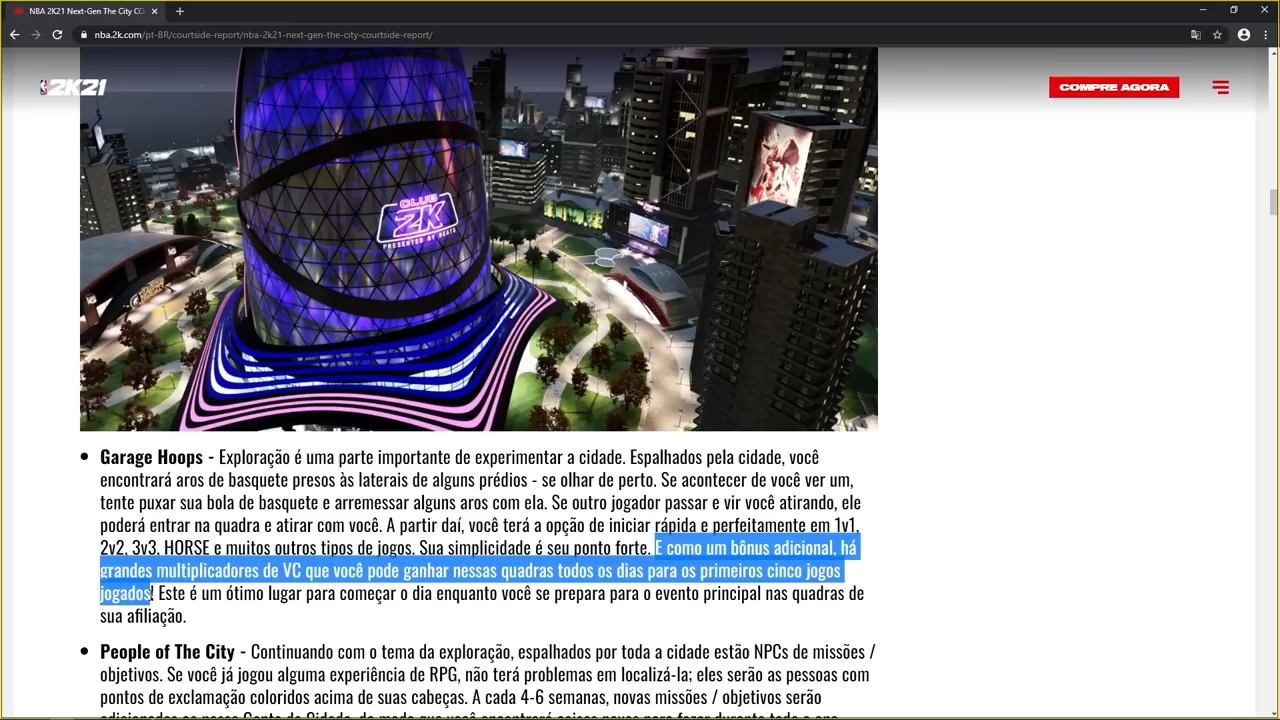 NBA 2K21 Next-Gen The City CO
nba.2k.com/pt-BR/courtside-report/nba-2k21-next-gen-the-city-courtside-report/
2K21
COMPRE AGORA
CLUB
2K
PRESENTED BY BEATS
Garage Hoops - Exploração é uma parte importante de experimentar a cidade. Espalhados pela cidade, você
encontrará aros de basquete presos às laterais de alguns prédios - se olhar de perto. Se acontecer de você ver um,
tente puxar sua bola de basquete e arremessar alguns aros com ela. Se outro jogador passar e vir você atirando, ele
poderá entrar na quadra e atirar com você. A partir daí, você terá a opção de iniciar rápida e perfeitamente em 1v1,
2v2, 3v3, HORSE e muitos outros tipos de jogos. Sua simplicidade é seu ponto forte. E como um bônus adicional, há
grandes multiplicadores de VC que você pode ganhar nessas quadras todos os dias para os primeiros cinco jogos
jogados! Este é um ótimo lugar para começar o dia enquanto você se prepara para o evento principal nas quadras de
sua afiliação.
People of The City - Continuando com o tema da exploração, espalhados por toda a cidade estão NPCs de missões /
objetivos. Se você já jogou alguma experiência de RPG, não terá problemas em localizá-la; eles serão as pessoas com
pontos de exclamação coloridos acima de suas cabeças. A cada 4-6 semanas, novas missões / objetivos serão